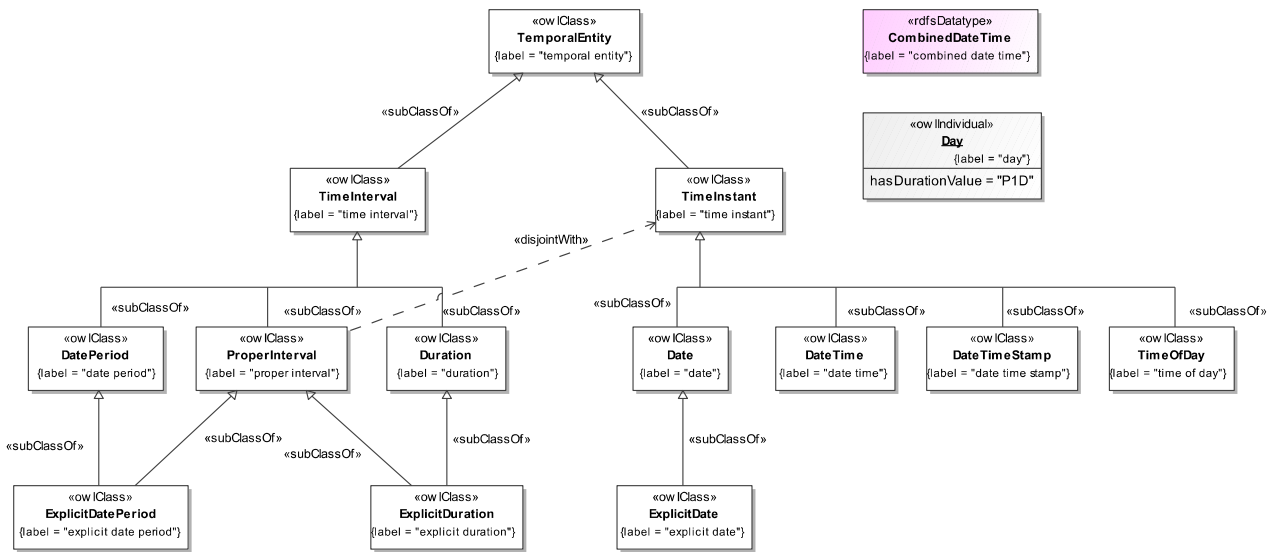 «owlClass»
TemporalEntity
{label = "temporal entity"}
«rdfsDatatype»
CombinedDateTime
{label = "combined date time"}
«subClassOf»
«subClassOf»
«owlIndividual»
Day
{label = "day"}
hasDurationValue = "P1D"
«owlClass»
TimeInterval
{label = "time interval"}
«owlClass»
TimeInstant
{label = "time instant"}
«disjointWith»
«subClassOf»
«subClassOf»
«subClassOf»
«subClassOf»
«subClassOf»
«subClassOf»
«subClassOf»
«owlClass»
DatePeriod
{label = "date period"}
«owlClass»
ProperInterval
{label = "proper interval"}
«owlClass»
Duration
{label = "duration"}
«owlClass»
Date
{label = "date"}
«owlClass»
DateTime
{label = "date time"}
«owlClass»
DateTimeStamp
{label = "date time stamp"}
«owlClass»
TimeOfDay
{label = "time of day"}
«subClassOf»
«subClassOf»
«subClassOf»
«subClassOf»
«subClassOf»
«owlClass»
ExplicitDatePeriod
{label = "explicit date period"}
«owlClass»
ExplicitDuration
{label = "explicit duration"}
«owlClass»
ExplicitDate
{label = "explicit date"}